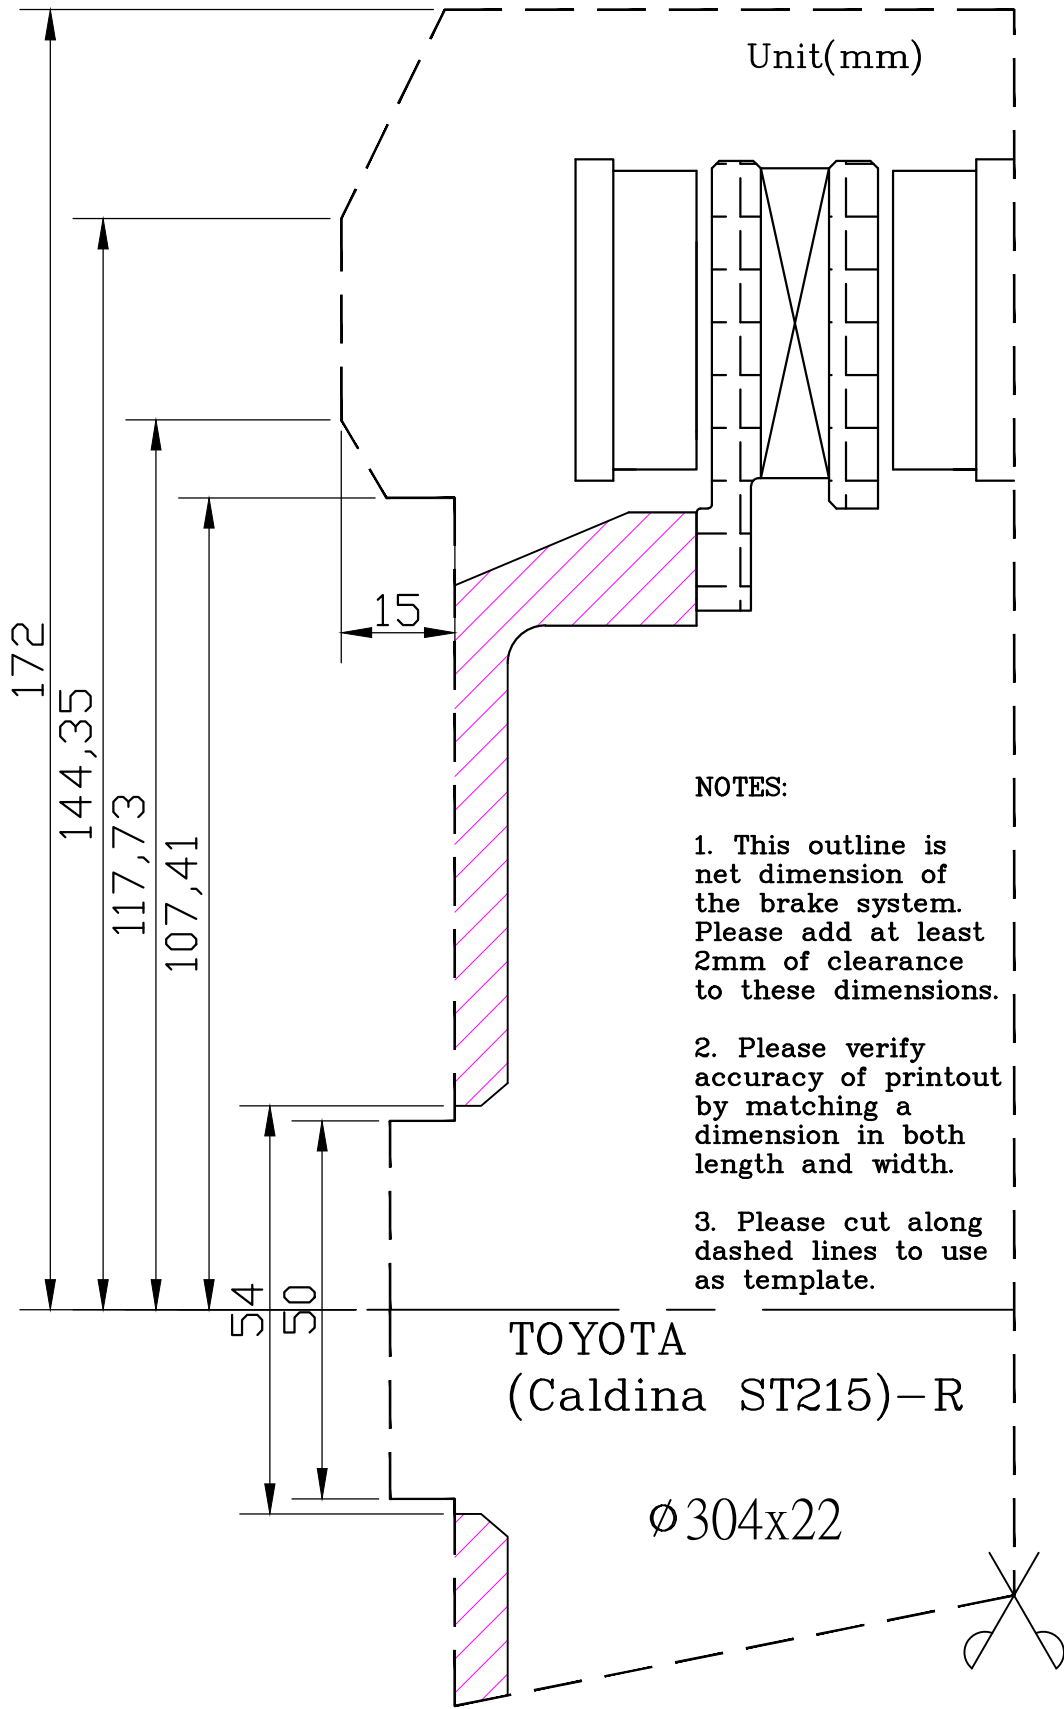 Unit(mm)
15
172
144,35
117,73
107,41
NOTES:
1. This outline is
net dimension of
the brake system.
Please add at least
2mm of clearance
to these dimensions.
2. Please verify
accuracy of printout
by matching a
dimension in both
length and width.
3. Please cut along
dashed lines to use
as template.
54
50
TOYOTA
(Caldina ST215)-R
Ø304x22